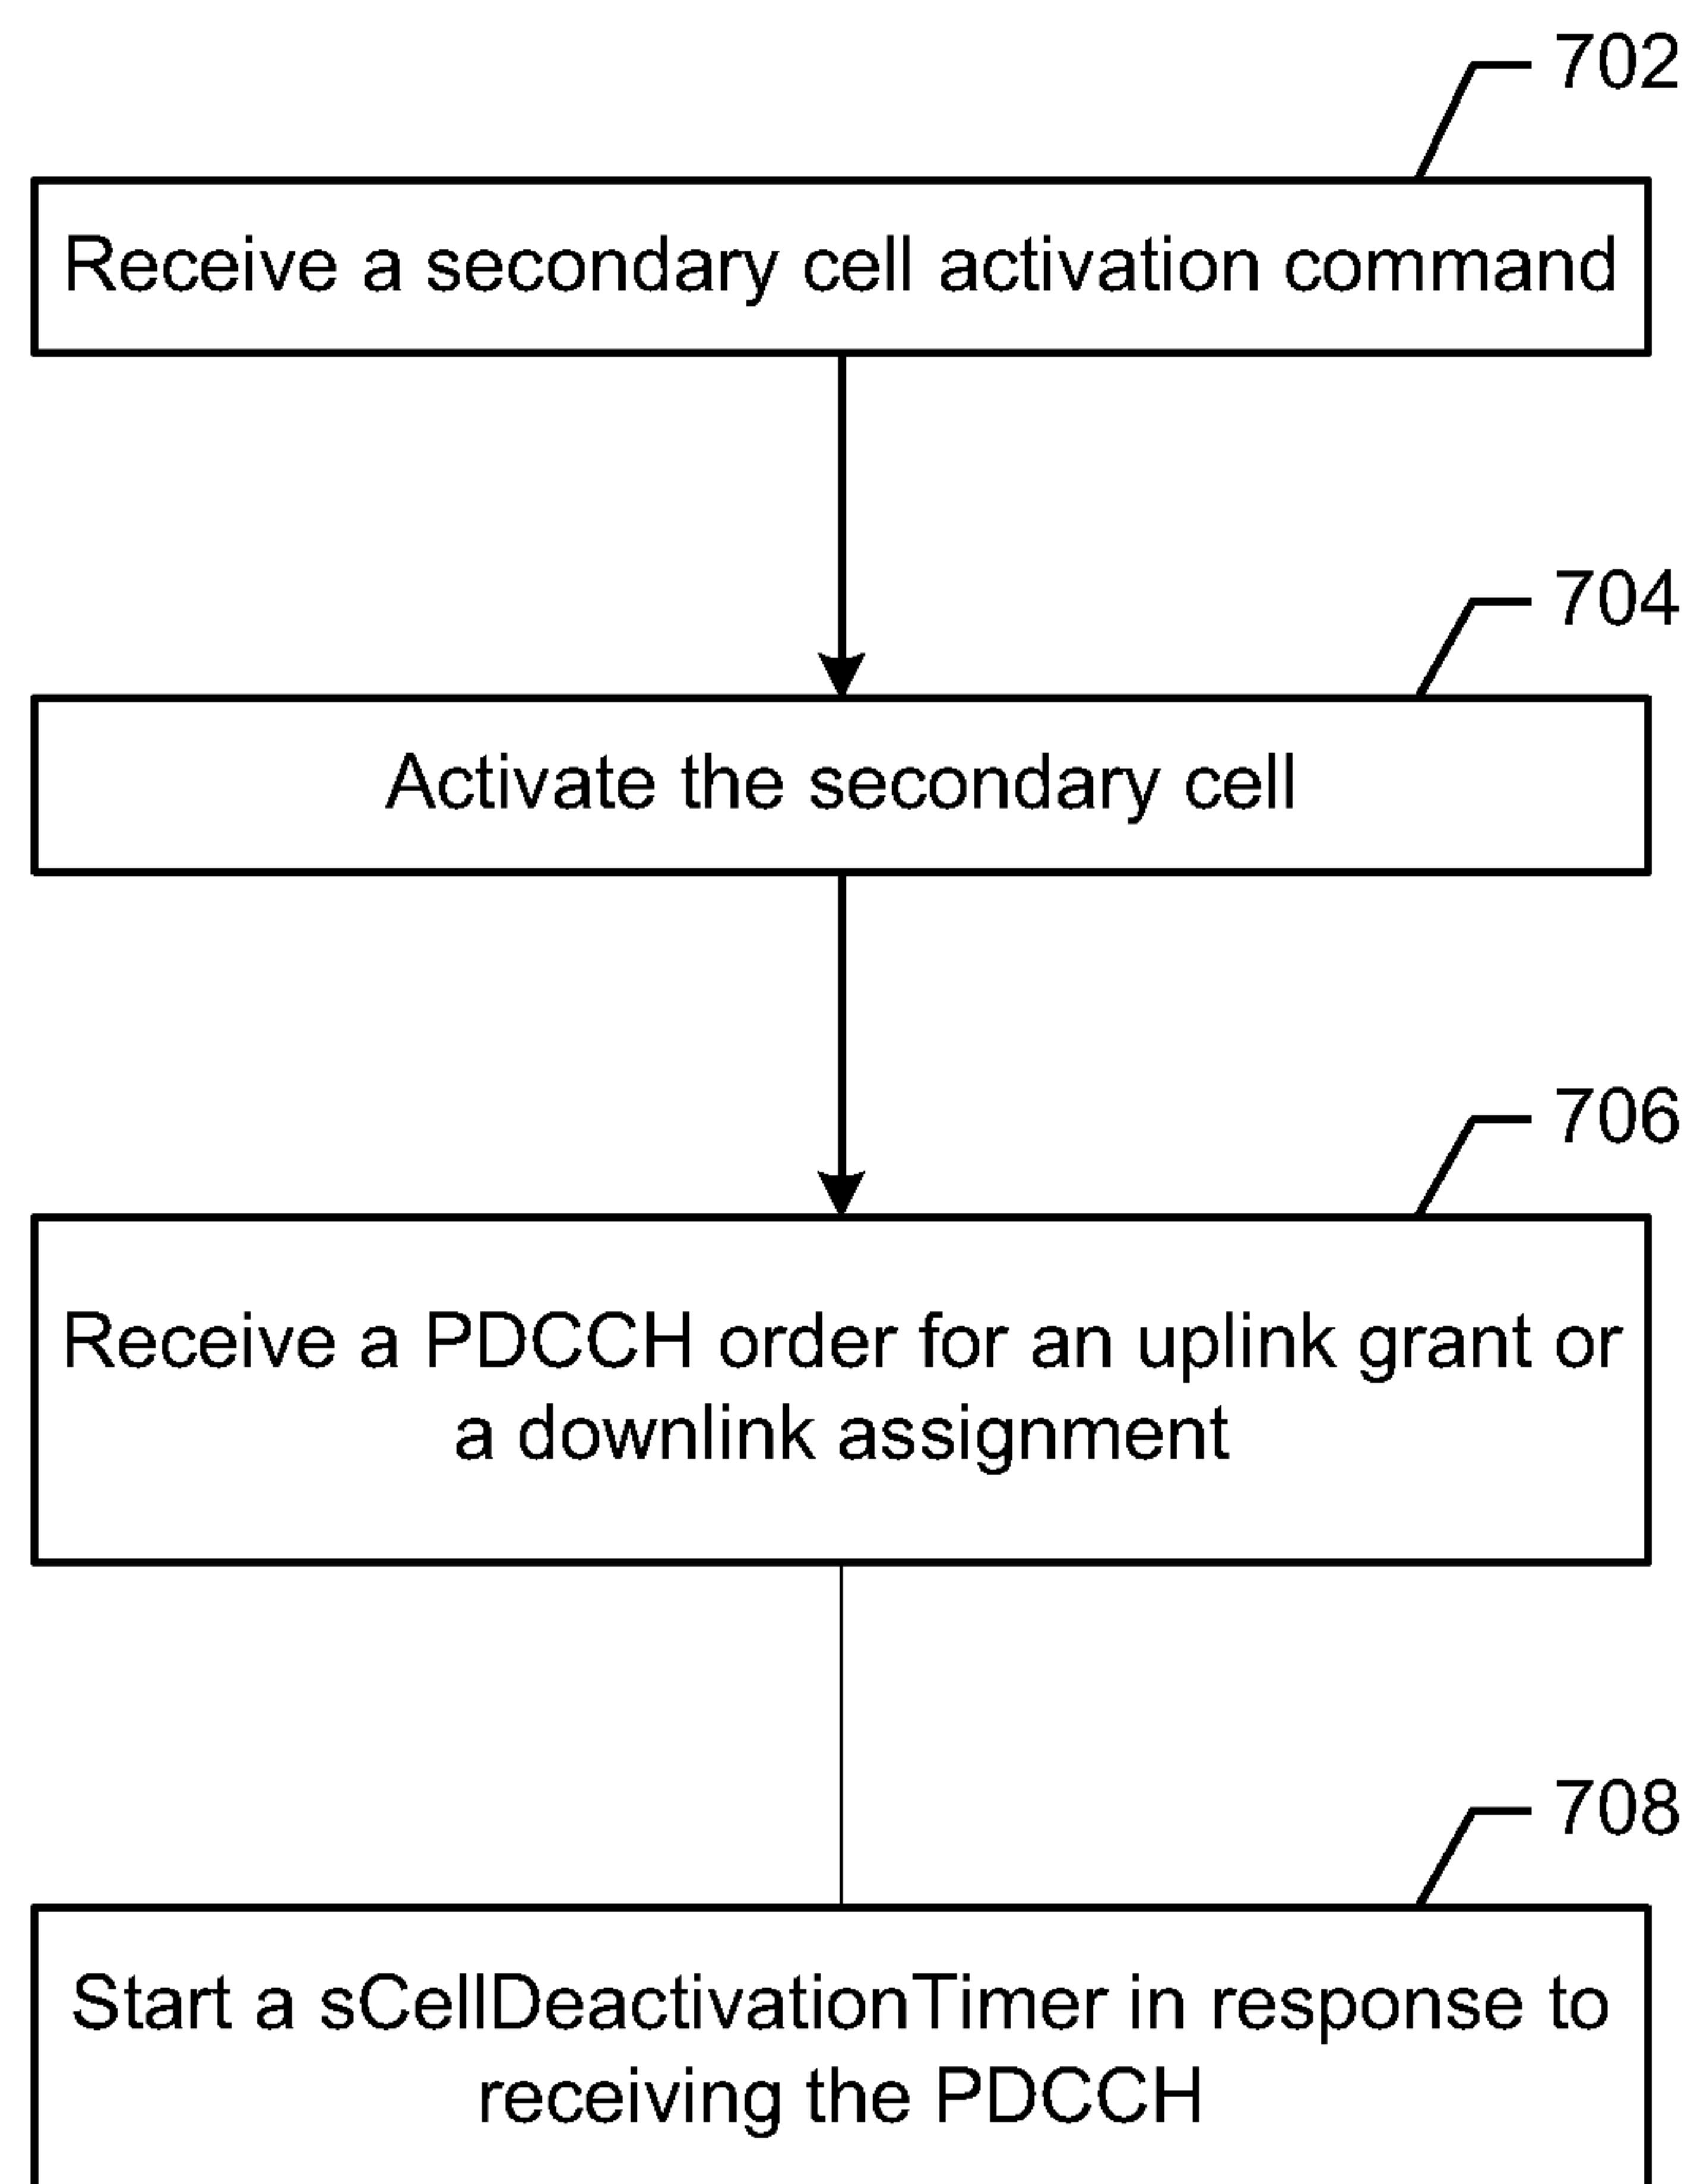 702
Receive a secondary cell activation command
704
Activate the secondary cell
706
Receive a PDCCH order for an uplink grant or
a downlink assignment
708
Start a sCellDeactivationTimer in response to
receiving the PDCCH